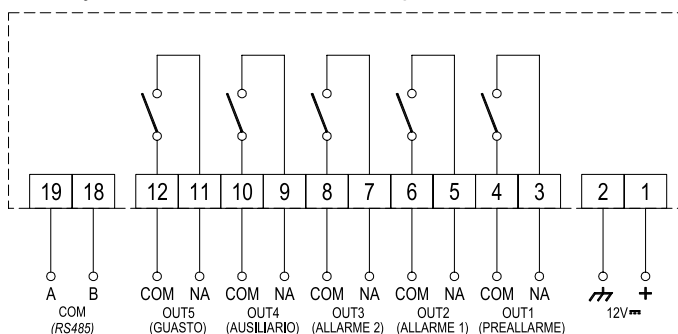 19 18 12 11 10 9 8 7 6 5 4 3 2 1
A B COM NA COM NA COM NA COM NA COM NA +
COM OUT5 OUT4 OUT3 OUT2 OUT1 12V
(RS485) (GUASTO) (AUSILIARIO) (ALLARME 2) (ALLARME 1) (PREALLARME)